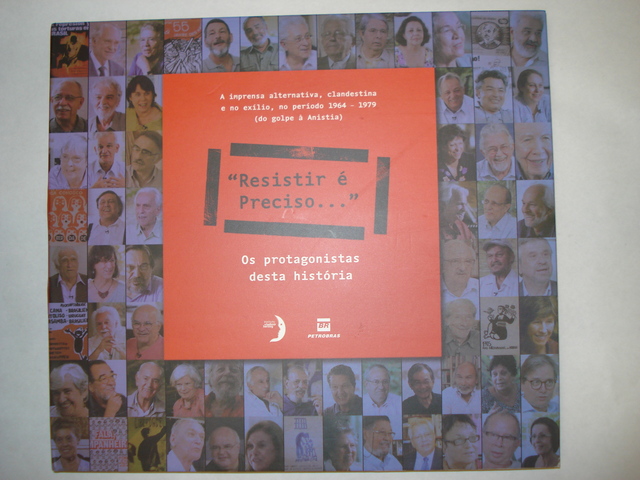 A imprensa alternativa, clandestina
e no exílio, no período 1964 - 1979
(do golpe à Anistia)
"Resistir é
Preciso..."
Os protagonistas
desta história
BR
PETROBRAS